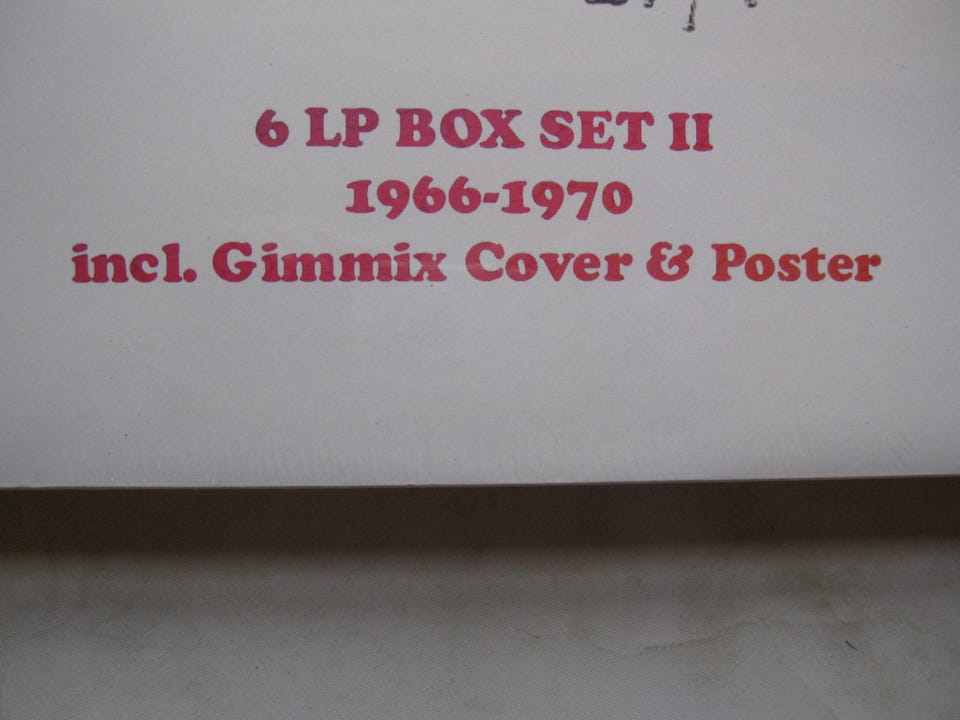 6 LP BOX SET II
1966-1970
incl. Gimmix Cover & Poster